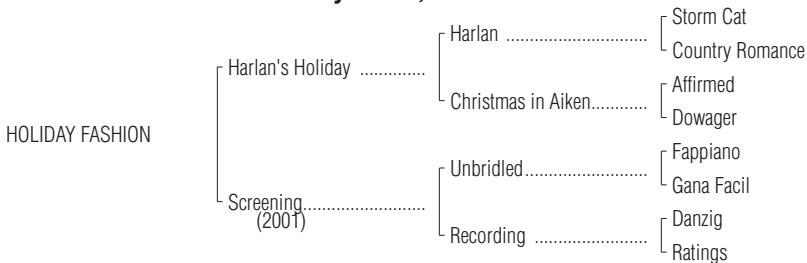 Storm Cat
Harlan ..............................
Country Romance
Harlan's Holiday ..............
Affirmed
Christmas in Aiken............
Dowager
HOLIDAY FASHION
Fappiano
Unbridled..........................
Gana Facil
Screening..........................
(2001)
Danzig
Recording ........................
Ratings